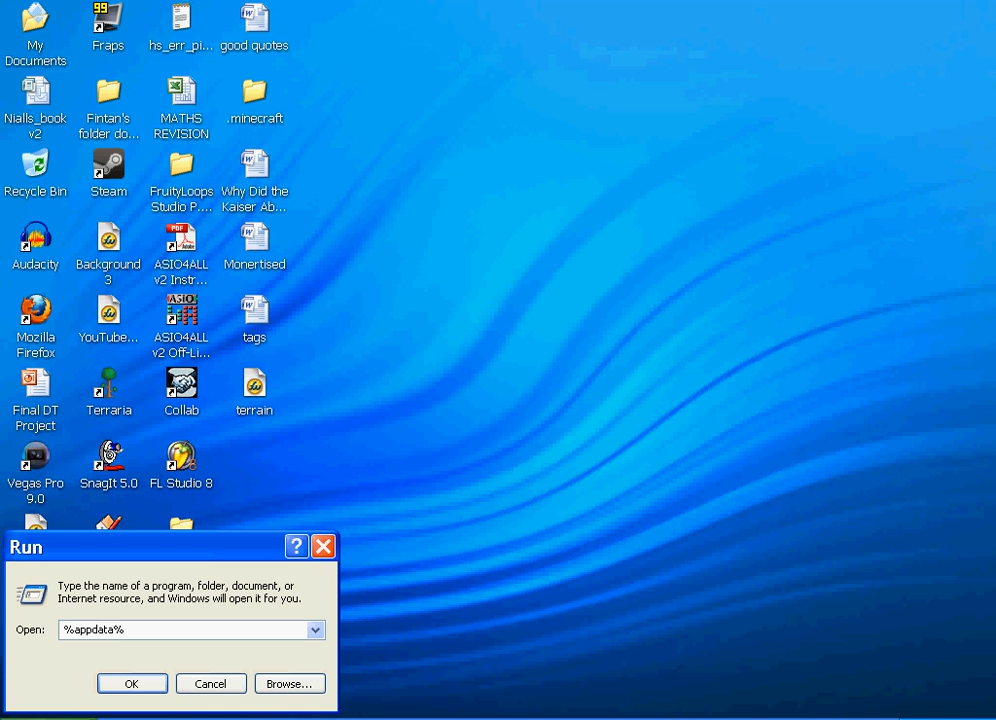 99
My Documents
Fraps
hs_err_pi...
good quotes
Nialls_book v2
Fintan's folder do...
MATHS REVISION
.minecraft
Recycle Bin
Steam
FruityLoops Studio P....
Why Did the Kaiser Ab...
Audacity
Background 3
PDF
ASIO4ALL v2 Instr...
Monertised
Mozilla Firefox
YouTube...
ASIO
ASIO4ALL v2 Off-Li...
tags
Final DT Project
Terraria
Collab
terrain
Vegas Pro 9.0
SnagIt 5.0
FL Studio 8
Run
Type the name of a program, folder, document, or
Internet resource, and Windows will open it for you.
Open: %appdata%
OK Cancel Browse...